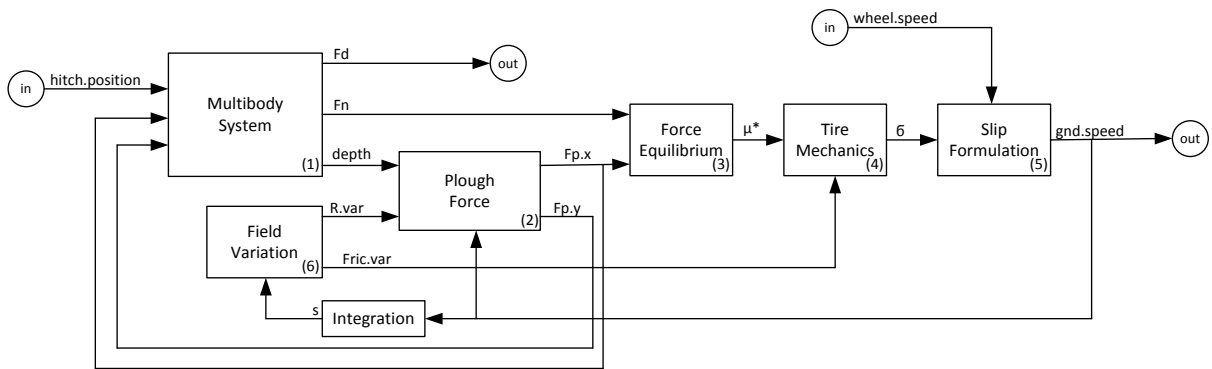 in
wheel.speed
Fd
out
in
hitch.position
Multibody
System
(1)
Fn
Force
Equilibrium
(3)
μ*
Tire
Mechanics
(4)
б
Slip
Formulation
(5)
gnd.speed
out
depth
Plough
Force
(2)
Fp.x
Fp.y
R.var
Field
Variation
(6)
Fric.var
s
Integration